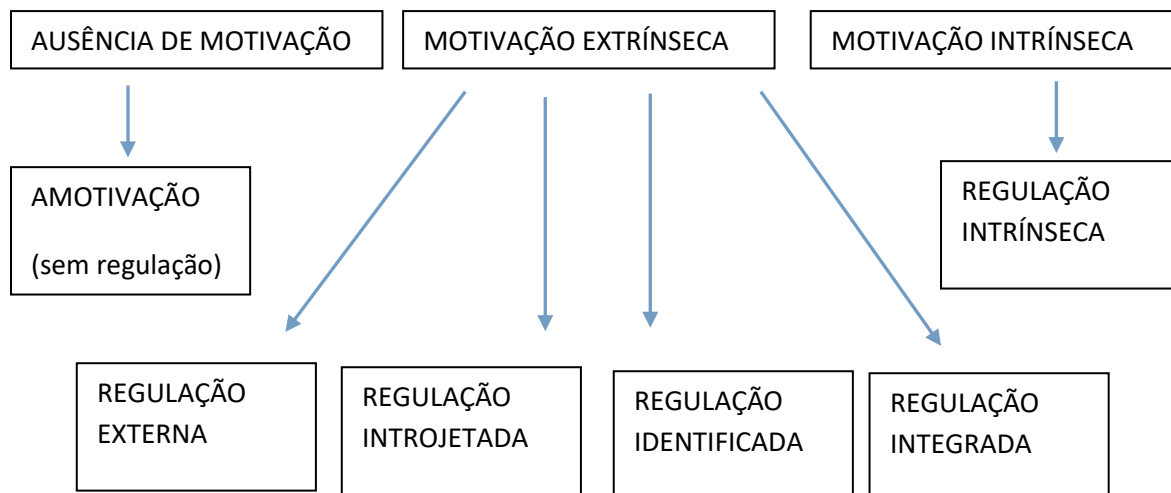 AUSÊNCIA DE MOTIVAÇÃO
MOTIVAÇÃO EXTRÍNSECA
MOTIVAÇÃO INTRÍNSECA
AMOTIVAÇÃO
(sem regulação)
REGULAÇÃO
INTRÍNSECA
REGULAÇÃO
EXTERNA
REGULAÇÃO
INTROJETADA
REGULAÇÃO
IDENTIFICADA
REGULAÇÃO
INTEGRADA